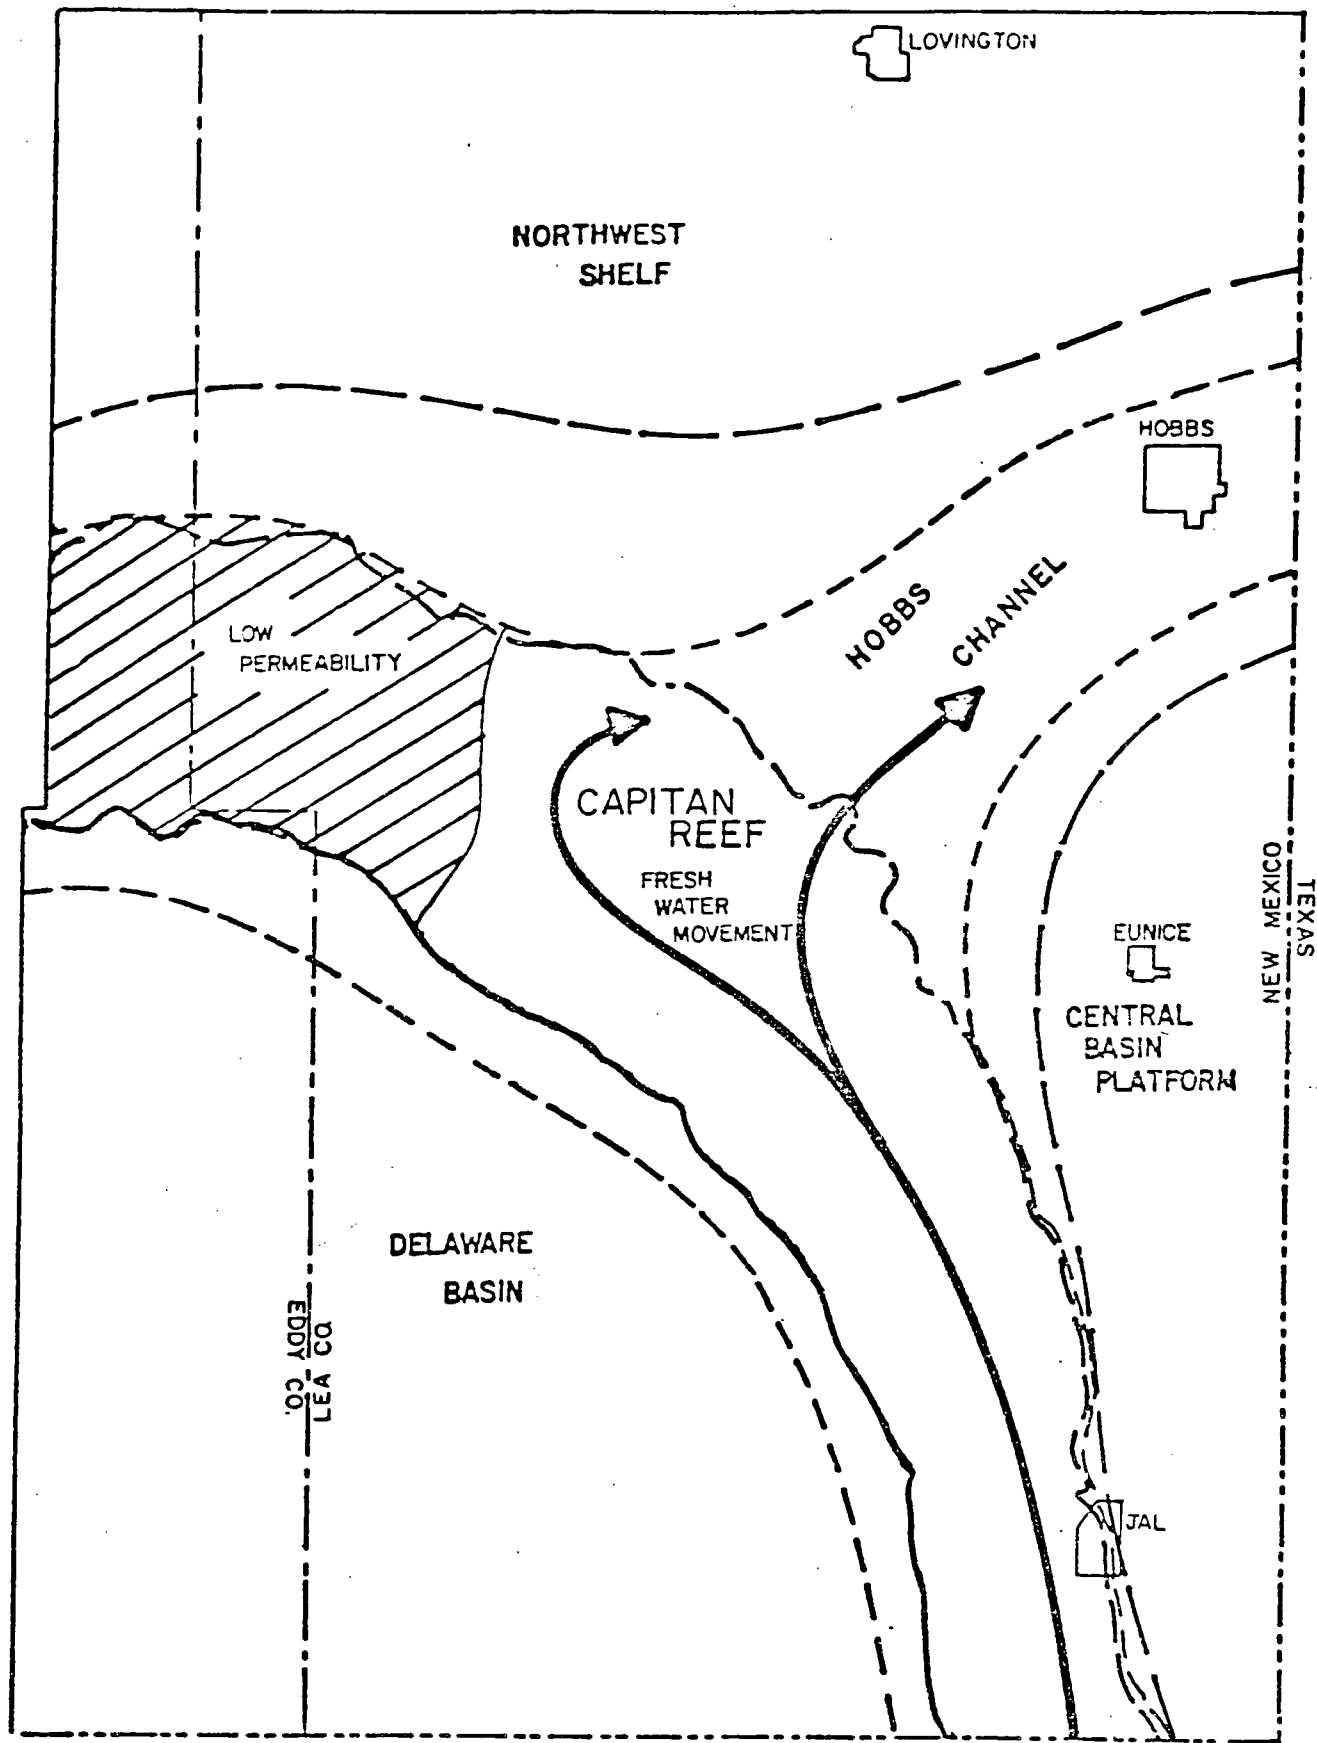 LOVINGTON
NORTHWEST
SHELF
HOBBS
HOBBS
CHANNEL
LOW
PERMEABILITY
CAPITAN
REEF
FRESH
WATER
MOVEMENT
NEW MEXICO
TEXAS
EUNICE
CENTRAL
BASIN
PLATFORM
DELAWARE
BASIN
EDDY CO.
LEA CO
JAL